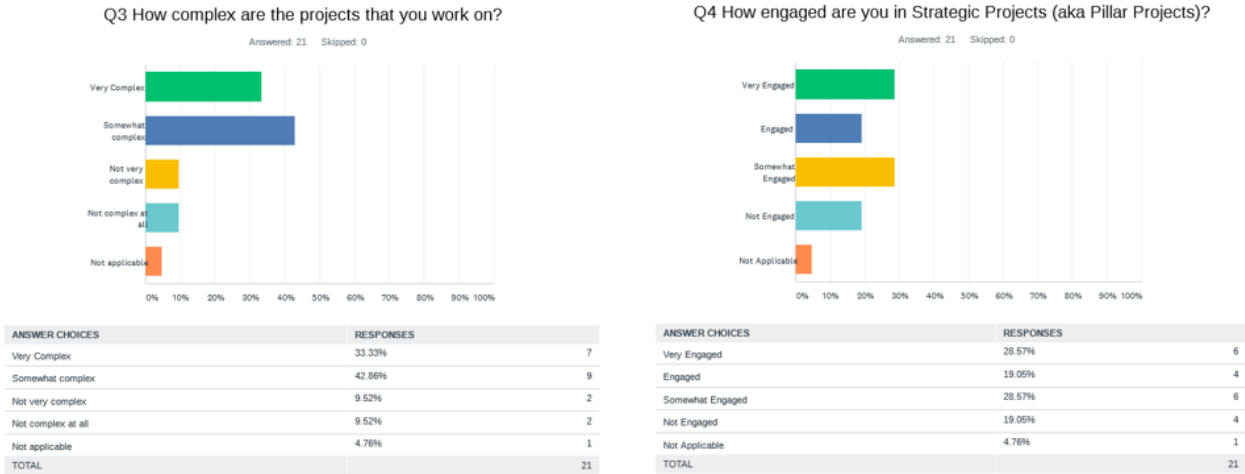 Q3 How complex are the projects that you work on?
Answered: 21 Skipped: 0
Very Complex
Somewhat
complex
Not very
complex
Not complex at
all
Not applicable
0% 10% 20% 30% 40% 50% 60% 70% 80% 90% 100%
ANSWER CHOICES RESPONSES
Very Complex 33.33% 7
Somewhat complex 42.86% 9
Not very complex 9.52% 2
Not complex at all 9.52% 2
Not applicable 4.76% 1
TOTAL 21
Q4 How engaged are you in Strategic Projects (aka Pillar Projects)?
Answered: 21 Skipped: 0
Very Engaged
Engaged
Somewhat
Engaged
Not Engaged
Not Applicable
0% 10% 20% 30% 40% 50% 60% 70% 80% 90% 100%
ANSWER CHOICES RESPONSES
Very Engaged 28.57% 6
Engaged 19.05% 4
Somewhat Engaged 28.57% 6
Not Engaged 19.05% 4
Not Applicable 4.76% 1
TOTAL 21